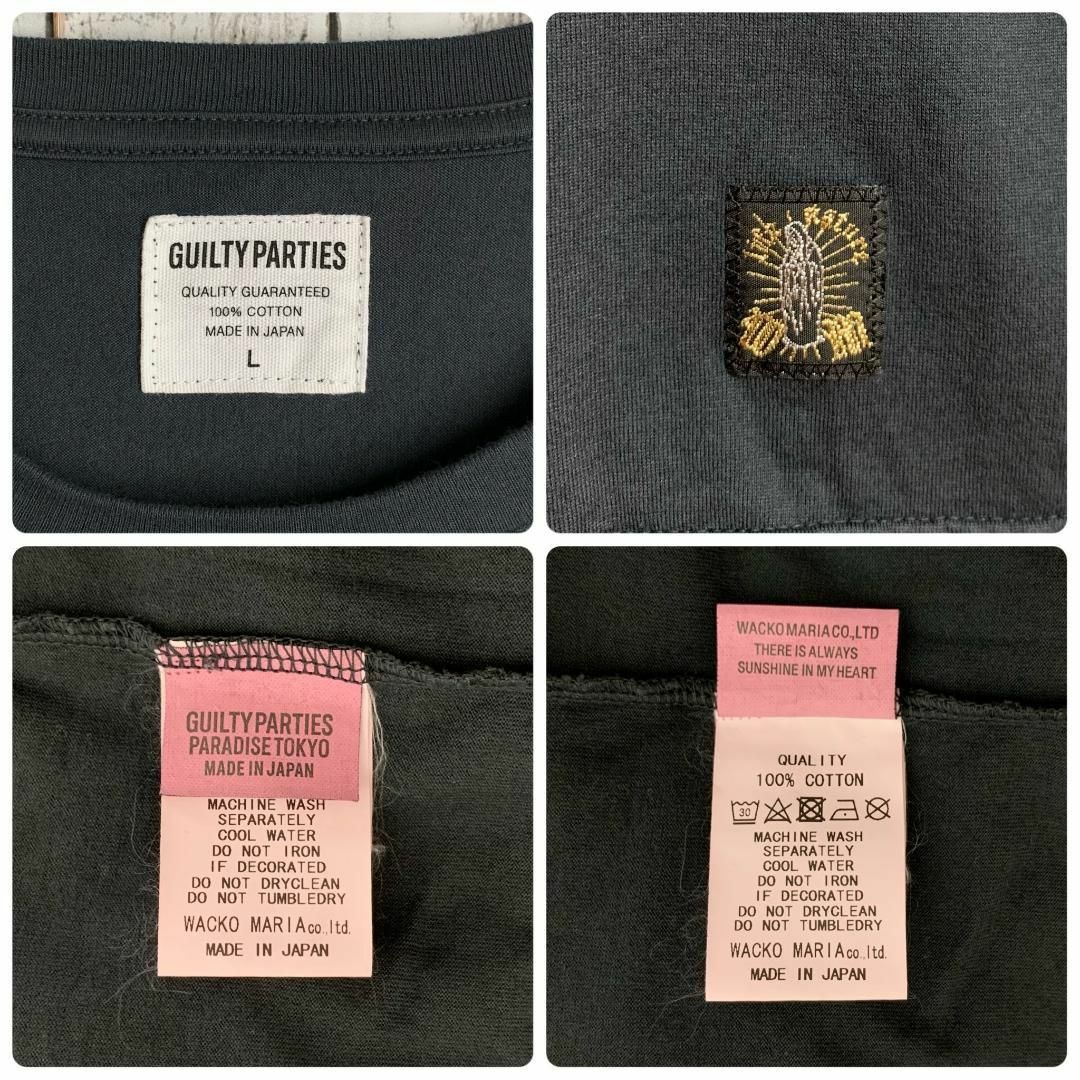 GUILTY PARTIES
QUALITY GUARANTEED
100% COTTON
MADE IN JAPAN
L
GUILTY PARTIES
PARADISE TOKYO
MADE IN JAPAN
MACHINE WASH
SEPARATELY
COOL WATER
DO NOT IRON
IF DECORATED
DO NOT DRYCLEAN
DO NOT TUMBLEDRY
WACKO MARIA co.,ltd.
MADE IN JAPAN
WACKO MARIA CO.,LTD
THERE IS ALWAYS
SUNSHINE IN MY HEART
QUALITY
100% COTTON
30
MACHINE WASH
SEPARATELY
COOL WATER
DO NOT IRON
IF DECORATED
DO NOT DRYCLEAN
DO NOT TUMBLEDRY
WACKO MARIA co.,ltd.
MADE IN JAPAN